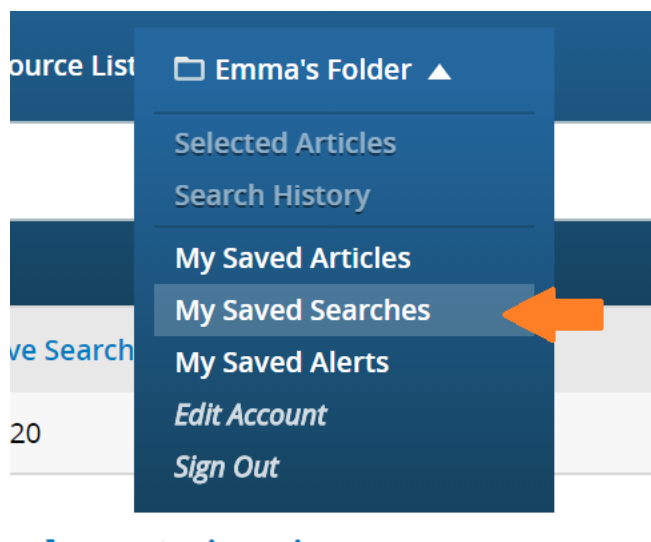 ource List
Emma's Folder
Selected Articles
Search History
My Saved Articles
My Saved Searches
ve Search
My Saved Alerts
Edit Account
20
Sign Out